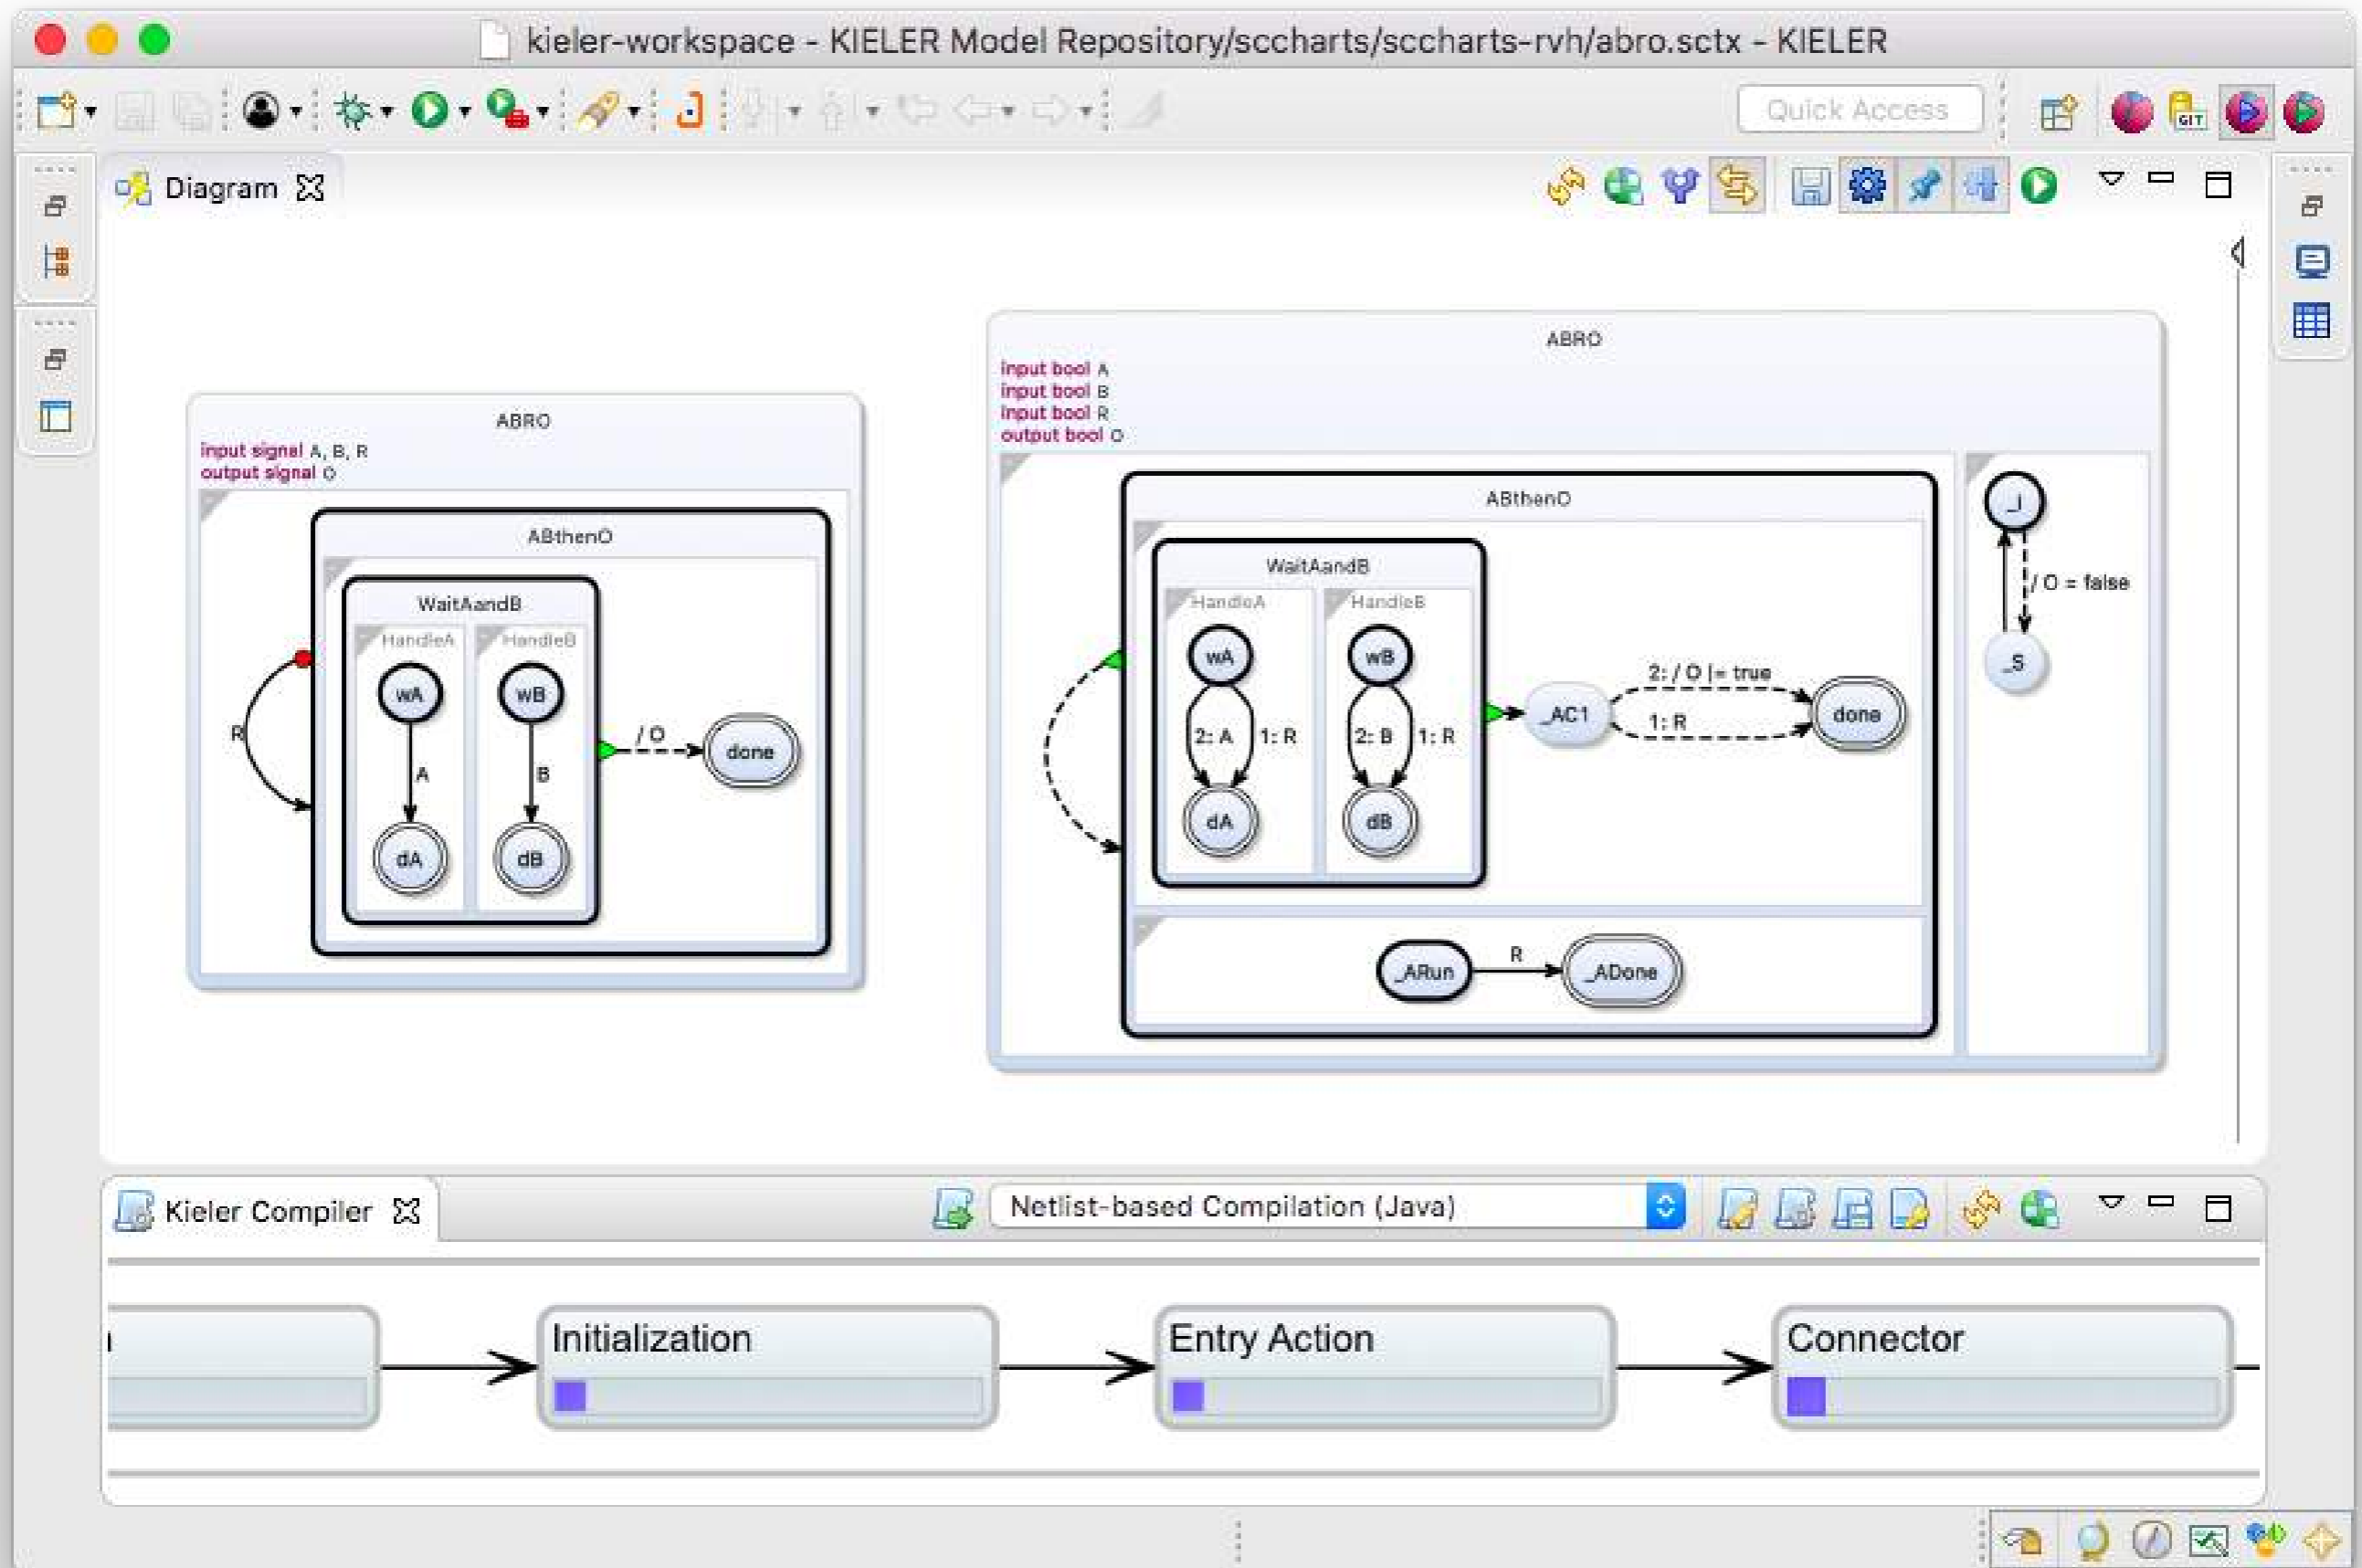 kieler-workspace - KIELER Model Repository/sccharts/sccharts-rvh/abro.sctx - KIELER
Quick Access
GIT
Diagram
ABRO
input signal A, B, R
output signal O
ABthenO
WaitAandB
HandleA
HandleB
wA
wB
R
A
B
/ O
done
dA
dB
ABRO
input bool A
input bool B
input bool R
output bool O
ABthenO
WaitAandB
HandleA
HandleB
wA
wB
2: A
1: R
2: B
1: R
dA
dB
_AC1
2: / O |= true
1: R
done
_ARun
R
_ADone
_I
/ O = false
_S
Kieler Compiler
Netlist-based Compilation (Java)
Initialization
Entry Action
Connector